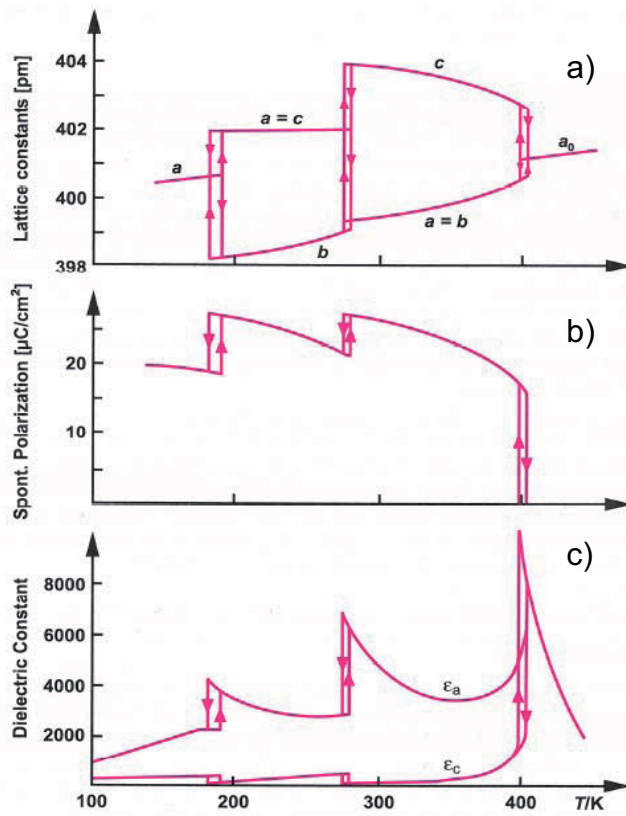 a)
Lattice constants [pm]
404
402
400
398
c
a = c
a
a₀
a = b
b
b)
Spont. Polarization [µC/cm²]
20
10
c)
Dielectric Constant
8000
6000
4000
2000
εa
εc
100 200 300 400 T/K